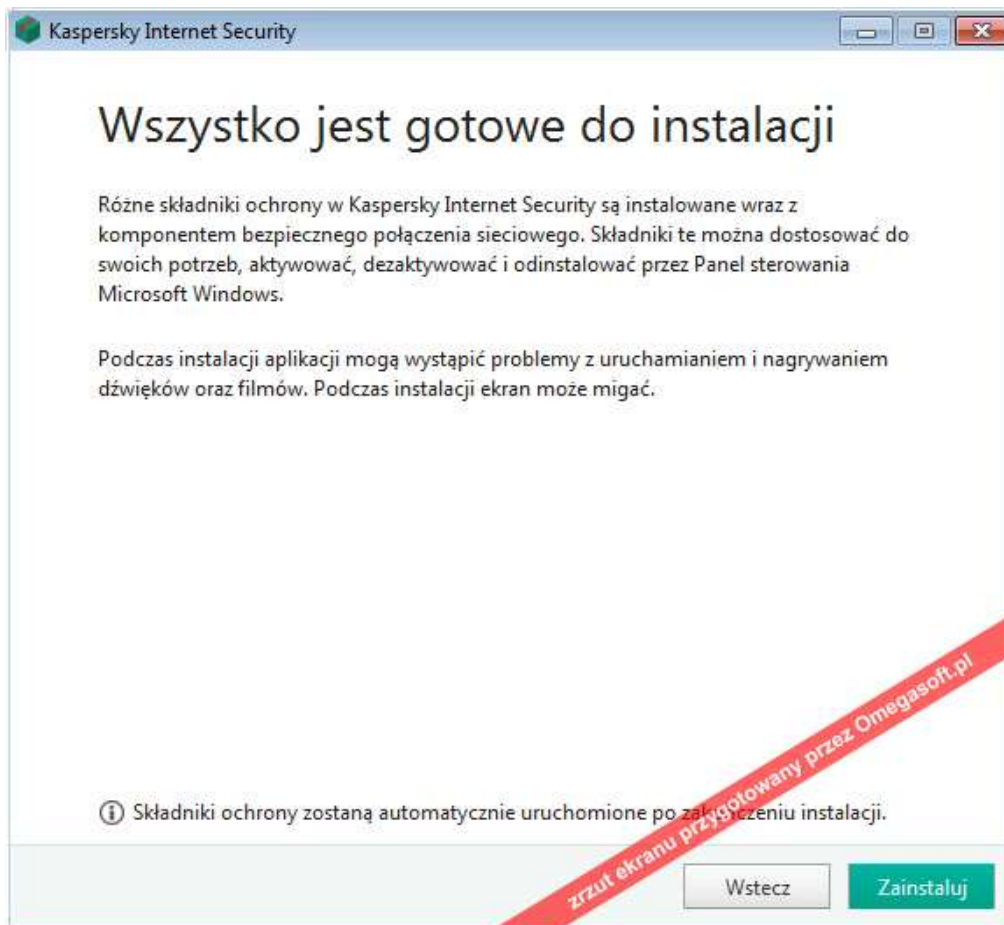 Kaspersky Internet Security
Wszystko jest gotowe do instalacji
Różne składniki ochrony w Kaspersky Internet Security są instalowane wraz z
komponentem bezpiecznego połączenia sieciowego. Składniki te można dostosować do
swoich potrzeb, aktywować, dezaktywować i odinstalować przez Panel sterowania
Microsoft Windows.
Podczas instalacji aplikacji mogą wystąpić problemy z uruchamianiem i nagrywaniem
dźwięków oraz filmów. Podczas instalacji ekran może migać.
Składniki ochrony zostaną automatycznie uruchomione po zakończeniu instalacji.
zrzut ekranu przygotowany przez Omegasoft.pl
Wstecz
Zainstaluj